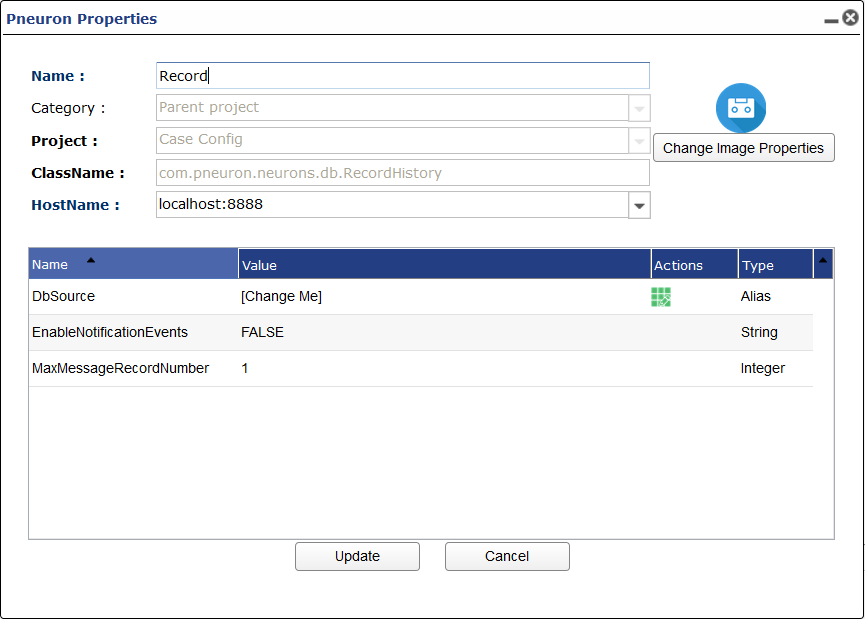 Pneuron Properties
Name : Record
Category : Parent project
Project : Case Config
Change Image Properties
ClassName : com.pneuron.neurons.db.RecordHistory
HostName : localhost:8888
Name Value Actions Type
DbSource [Change Me] Alias
EnableNotificationEvents FALSE String
MaxMessageRecordNumber 1 Integer
Update Cancel